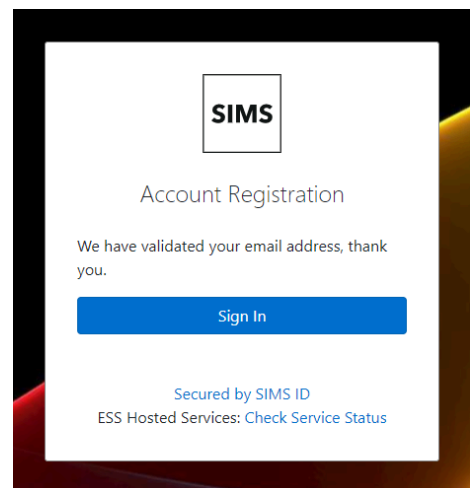 SIMS
Account Registration
We have validated your email address, thank
you.
Sign In
Secured by SIMS ID
ESS Hosted Services: Check Service Status